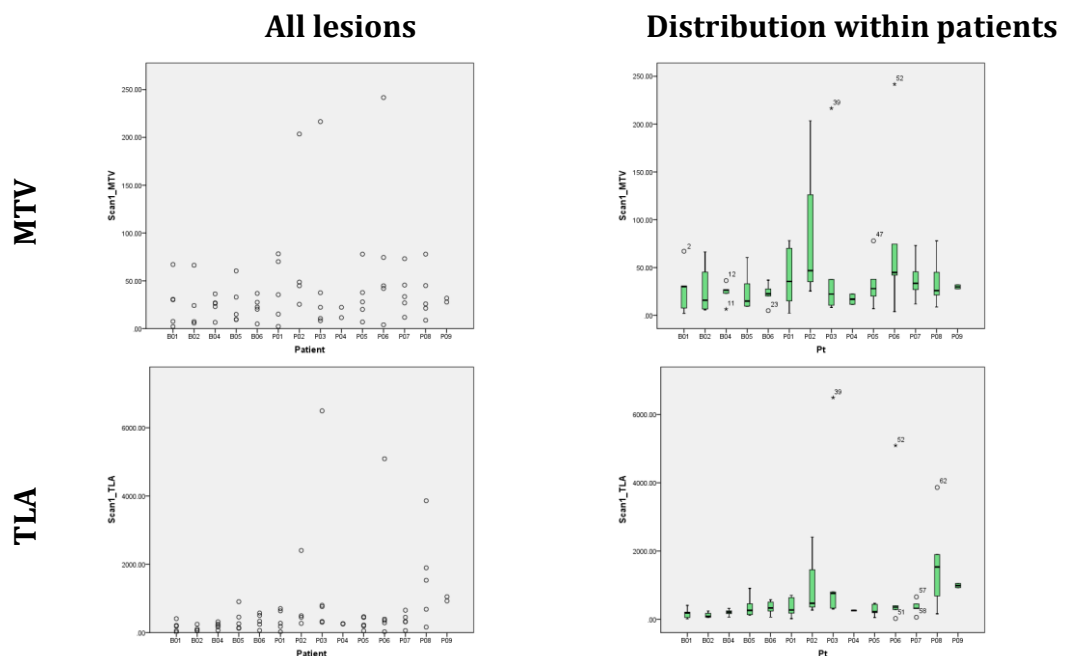 All lesions
Distribution within patients
MTV
Scan1_MTV
250.00
200.00
150.00
100.00
50.00
.00
B01 B02 B04 B05 B06 P01 P02 P03 P04 P05 P06 P07 P08 P09
Patient
Scan1_MTV
250.00
200.00
150.00
100.00
50.00
.00
2
12
11
23
39
47
52
B01 B02 B04 B05 B06 P01 P02 P03 P04 P05 P06 P07 P08 P09
Pt
TLA
Scan1_TLA
6000.00
4000.00
2000.00
.00
B01 B02 B04 B05 B06 P01 P02 P03 P04 P05 P06 P07 P08 P09
Patient
Scan1_TLA
6000.00
4000.00
2000.00
.00
39
52
51
57
58
62
B01 B02 B04 B05 B06 P01 P02 P03 P04 P05 P06 P07 P08 P09
Pt